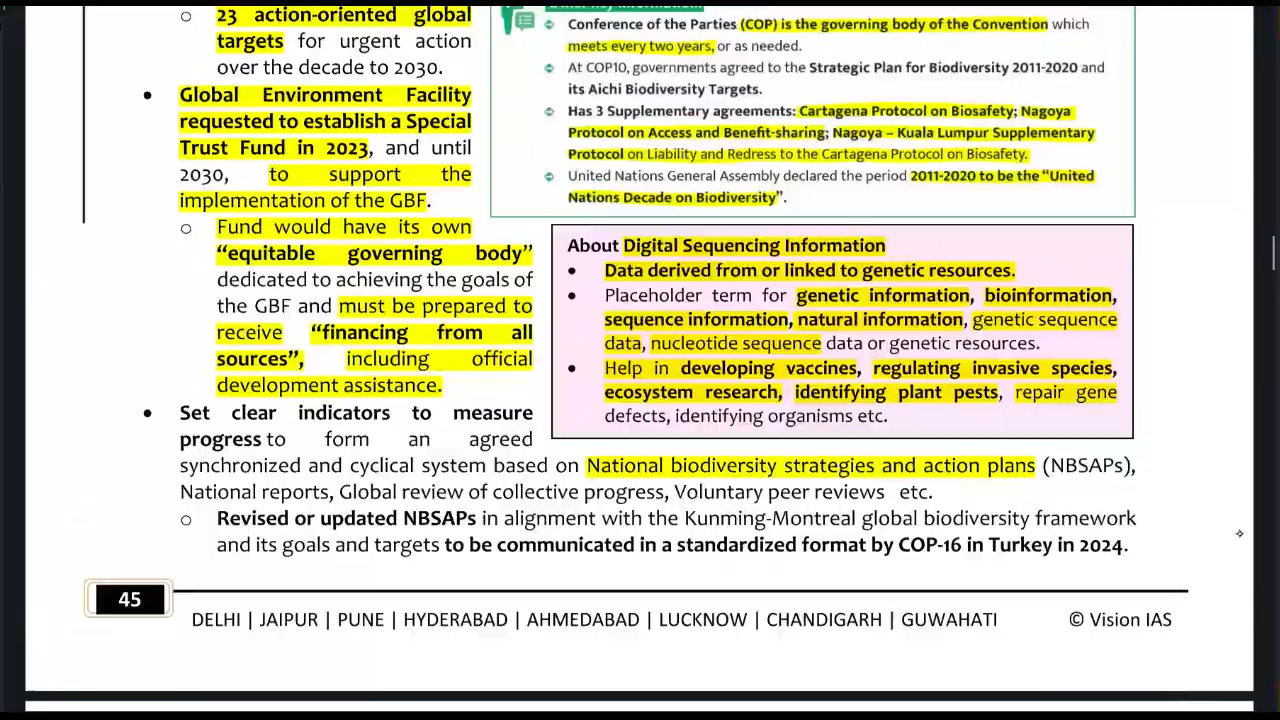 23 action-oriented global
targets for urgent action
over the decade to 2030.
Global Environment Facility
requested to establish a Special
Trust Fund in 2023, and until
2030, to support the
implementation of the GBF.
Fund would have its own
“equitable governing body”
dedicated to achieving the goals of
the GBF and must be prepared to
receive “financing from all
sources”, including official
development assistance.
Set clear indicators to measure
progress to form an agreed
Conference of the Parties (COP) is the governing body of the Convention which
meets every two years, or as needed.
At COP10, governments agreed to the Strategic Plan for Biodiversity 2011-2020 and
its Aichi Biodiversity Targets.
Has 3 Supplementary agreements: Cartagena Protocol on Biosafety; Nagoya
Protocol on Access and Benefit-sharing; Nagoya – Kuala Lumpur Supplementary
Protocol on Liability and Redress to the Cartagena Protocol on Biosafety.
United Nations General Assembly declared the period 2011-2020 to be the “United
Nations Decade on Biodiversity”.
About Digital Sequencing Information
Data derived from or linked to genetic resources.
Placeholder term for genetic information, bioinformation,
sequence information, natural information, genetic sequence
data, nucleotide sequence data or genetic resources.
Help in developing vaccines, regulating invasive species,
ecosystem research, identifying plant pests, repair gene
defects, identifying organisms etc.
synchronized and cyclical system based on National biodiversity strategies and action plans (NBSAPs),
National reports, Global review of collective progress, Voluntary peer reviews etc.
Revised or updated NBSAPs in alignment with the Kunming-Montreal global biodiversity framework
and its goals and targets to be communicated in a standardized format by COP-16 in Turkey in 2024.
45
DELHI | JAIPUR | PUNE | HYDERABAD | AHMEDABAD | LUCKNOW | CHANDIGARH | GUWAHATI
© Vision IAS